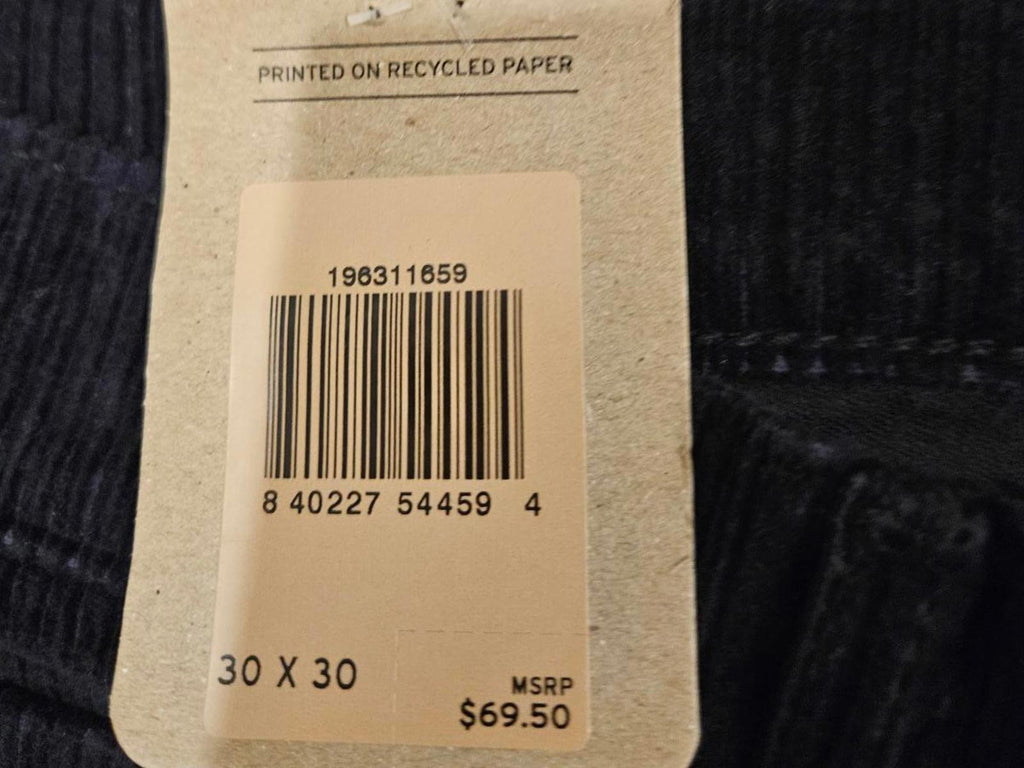 PRINTED ON RECYCLED PAPER
196311659
8 40227 54459 4
30 X 30
MSRP
$69.50